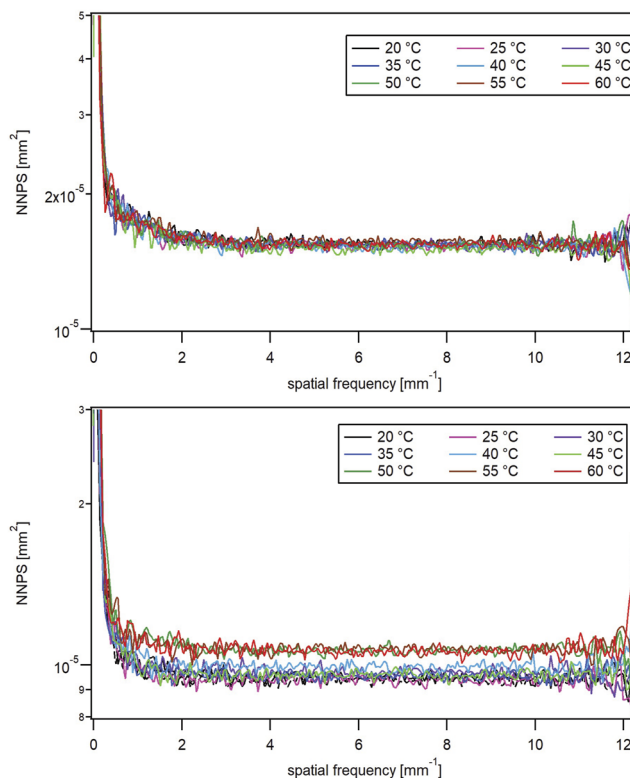 5
4
3
2x10⁻⁵
10⁻⁵
NNPS [mm²]
20 °C 25 °C 30 °C
35 °C 40 °C 45 °C
50 °C 55 °C 60 °C
0 2 4 6 8 10 12
spatial frequency [mm⁻¹]
3
2
10⁻⁵
9
8
NNPS [mm²]
20 °C 25 °C 30 °C
35 °C 40 °C 45 °C
50 °C 55 °C 60 °C
0 2 4 6 8 10 12
spatial frequency [mm⁻¹]